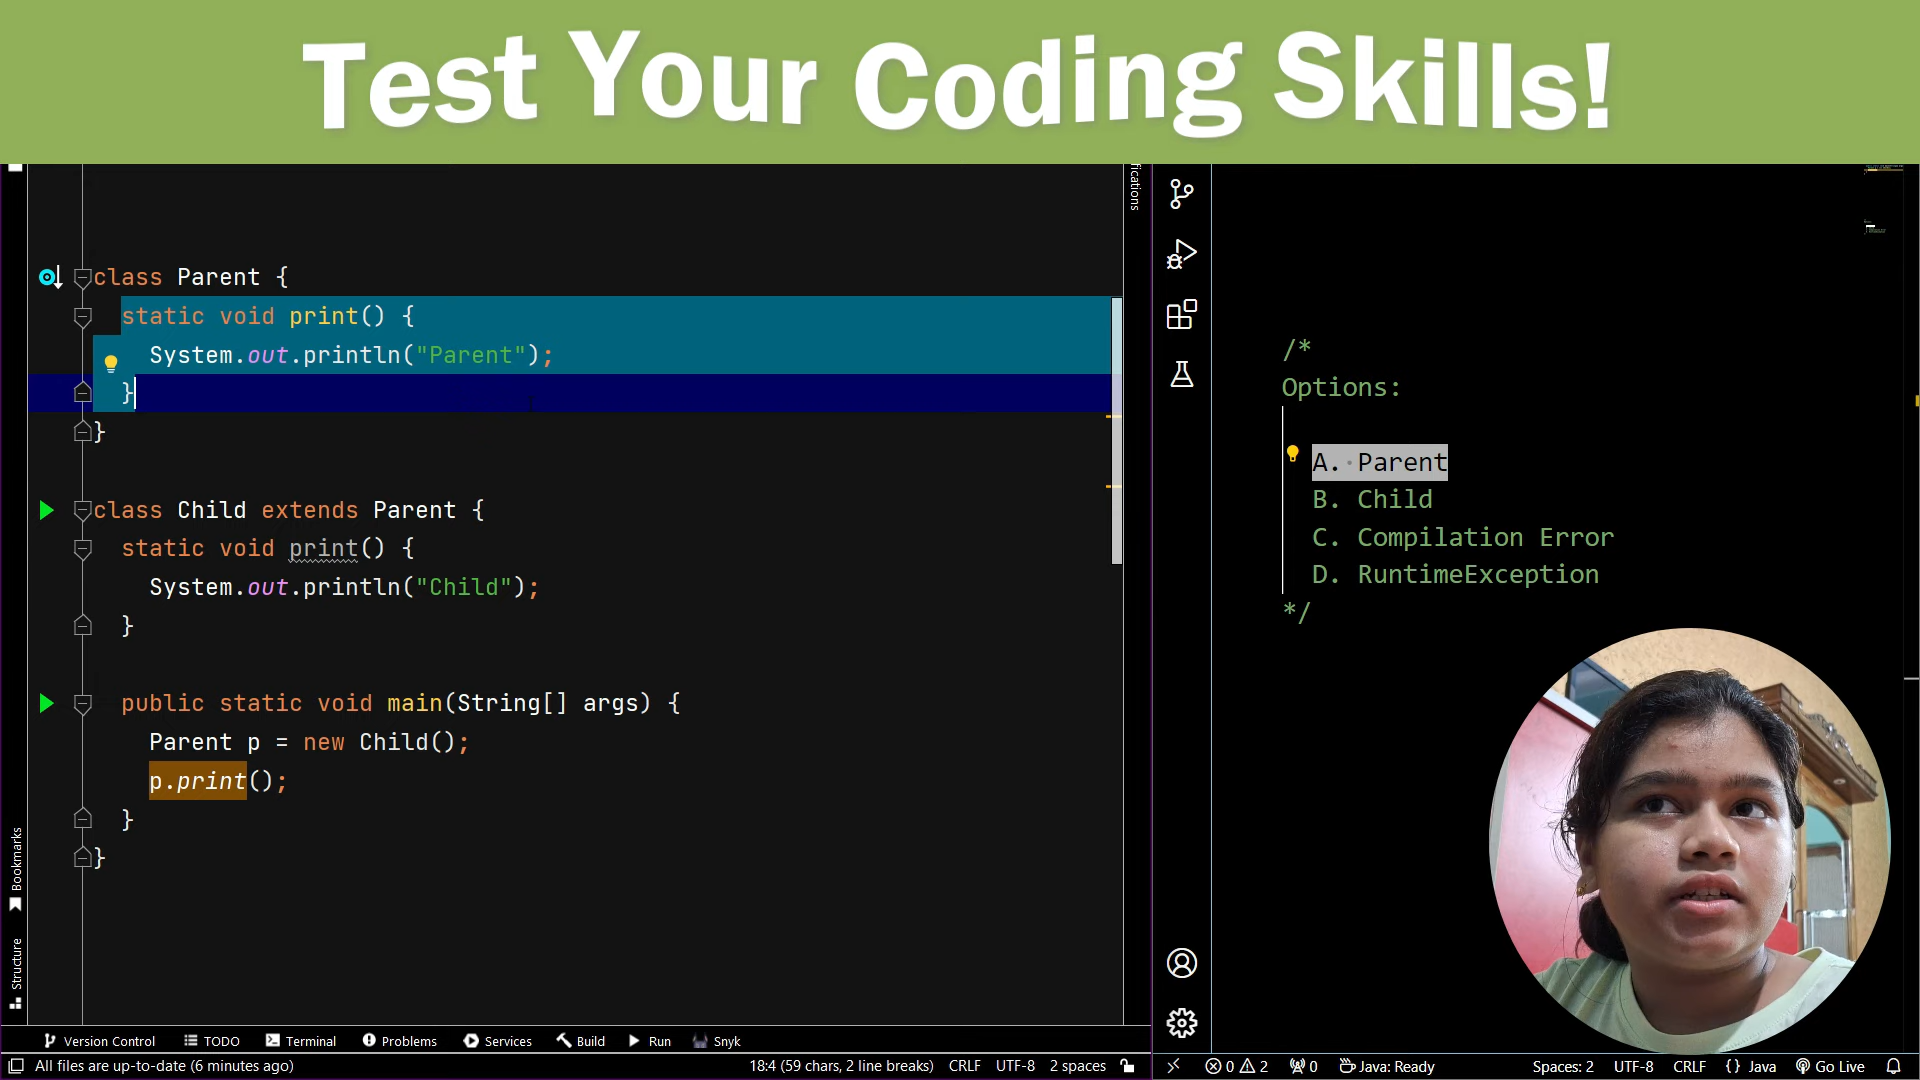 Test Your Coding Skills!
class Parent {
static void print() {
System.out.println("Parent");
}
}
class Child extends Parent {
static void print() {
System.out.println("Child");
}
public static void main(String[] args) {
Parent p = new Child();
p.print();
}
}
Bookmarks
Structure
Version Control TODO Terminal Problems Services Build Run Snyk
All files are up-to-date (6 minutes ago) 18:4 (59 chars, 2 line breaks) CRLF UTF-8 2 spaces
fications
/*
Options:
A. Parent
B. Child
C. Compilation Error
D. RuntimeException
*/
0 2 0 Java: Ready Spaces: 2 UTF-8 CRLF {} Java Go Live